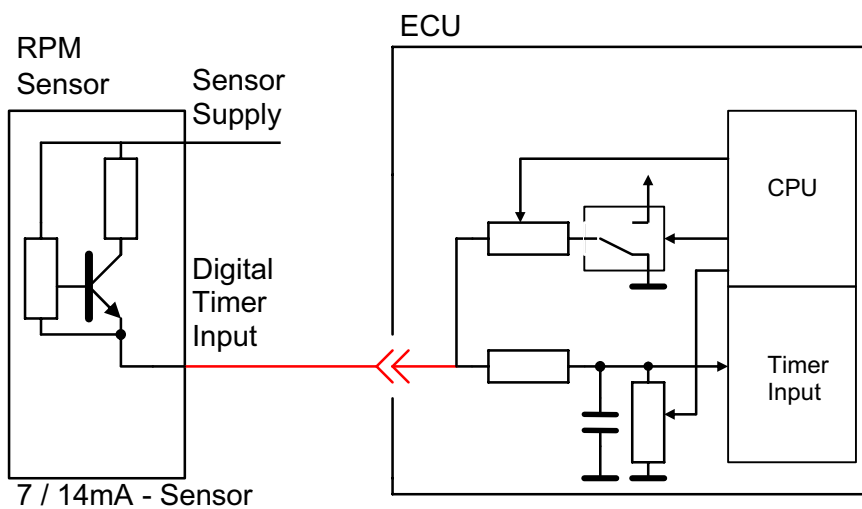 ECU
RPM
Sensor
Sensor
Supply
CPU
Digital
Timer
Input
Timer
Input
7 / 14mA - Sensor